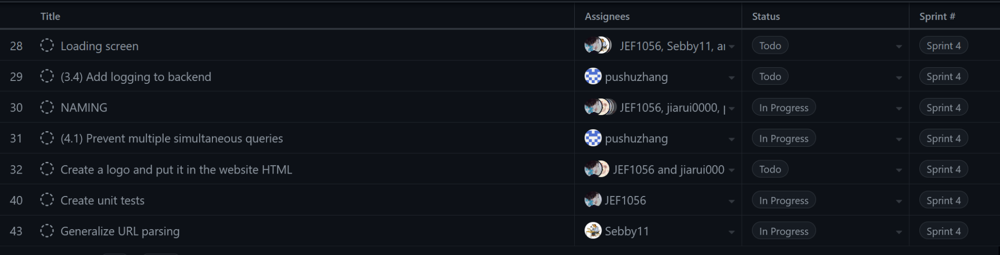 Title Assignees Status Sprint #
28 Loading screen JEF1056, Sebby11, Todo Sprint 4
29 (3.4) Add logging to backend pushuzhang Todo Sprint 4
30 NAMING JEF1056, jiarui0000, In Progress Sprint 4
31 (4.1) Prevent multiple simultaneous queries pushuzhang In Progress Sprint 4
32 Create a logo and put it in the website HTML JEF1056 and jiarui000 Todo Sprint 4
40 Create unit tests JEF1056 In Progress Sprint 4
43 Generalize URL parsing Sebby11 In Progress Sprint 4